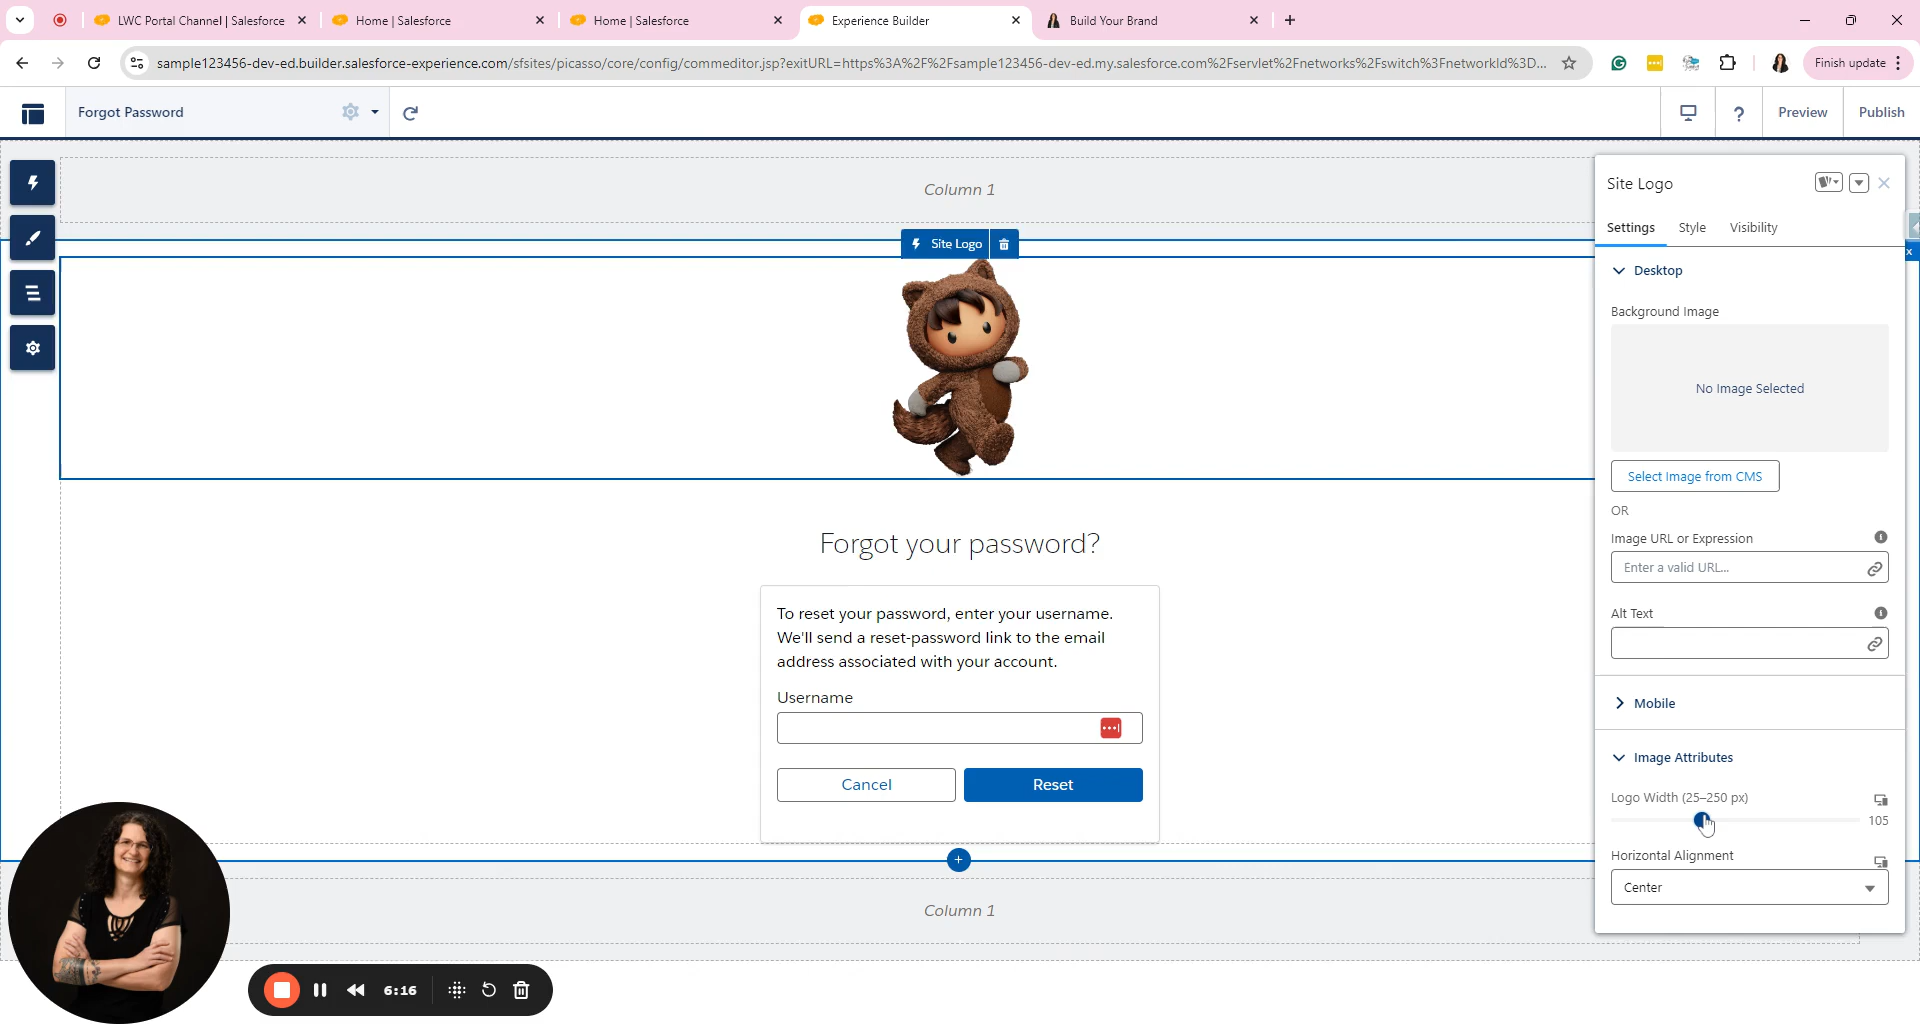 LWC Portal Channel | Salesforce
Home | Salesforce
Home | Salesforce
Experience Builder
Build Your Brand
sample123456-dev-ed.builder.salesforce-experience.com/sfsites/picasso/core/config/commeditor.jsp?exitURL=https%3A%2F%2Fsample123456-dev-ed.my.salesforce.com%2Fservlet%2Fnetworks%2Fswitch%3FnetworkId%3D...
Finish update
Forgot Password
?
Preview
Publish
Column 1
Site Logo
Site Logo
Settings
Style
Visibility
Desktop
Background Image
No Image Selected
Select Image from CMS
OR
Image URL or Expression
Enter a valid URL...
Alt Text
Mobile
Image Attributes
Logo Width (25–250 px)
105
Horizontal Alignment
Center
Forgot your password?
To reset your password, enter your username.
We'll send a reset-password link to the email
address associated with your account.
Username
Cancel
Reset
Column 1
6:16